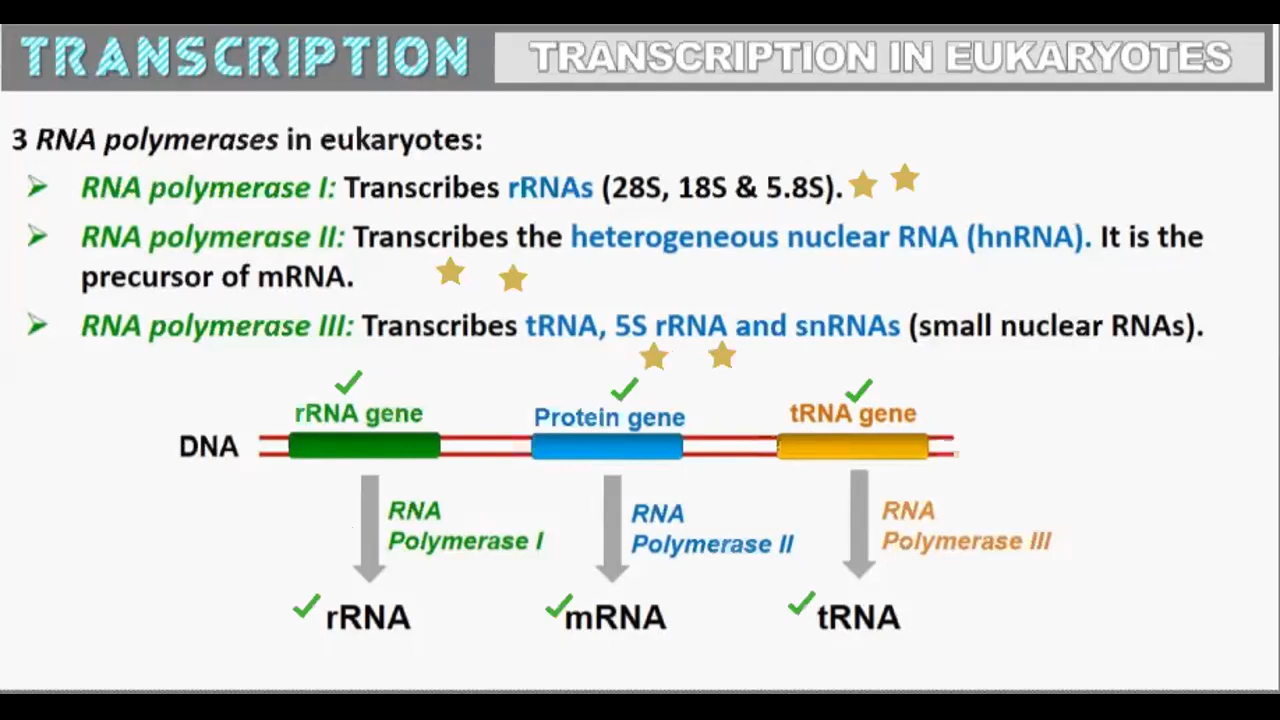 TRANSCRIPTION
TRANSCRIPTION IN EUKARYOTES
3 RNA polymerases in eukaryotes:
RNA polymerase I: Transcribes rRNAs (28S, 18S & 5.8S).
RNA polymerase II: Transcribes the heterogeneous nuclear RNA (hnRNA). It is the
precursor of mRNA.
RNA polymerase III: Transcribes tRNA, 5S rRNA and snRNAs (small nuclear RNAs).
rRNA gene
Protein gene
tRNA gene
DNA
RNA
Polymerase I
RNA
Polymerase II
RNA
Polymerase III
rRNA
mRNA
tRNA